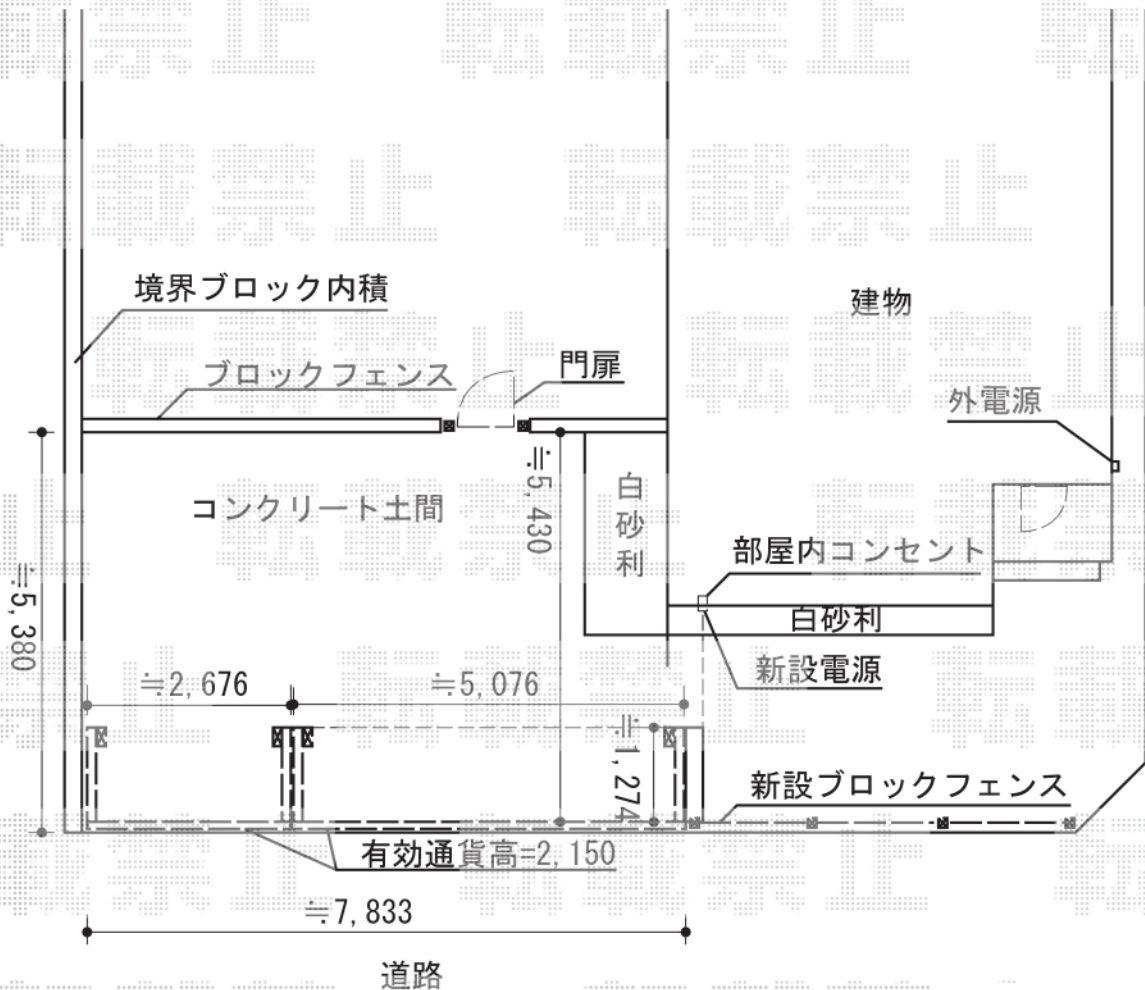 転載禁止
境界ブロック内積
建物
ブロックフェンス
門扉
外電源
コンクリート土間
≒5,430
白砂利
部屋内コンセント
≒5,380
白砂利
新設電源
≒2,676
≒5,076
≒1,274
新設ブロックフェンス
有効通貨高=2,150
≒7,833
道路